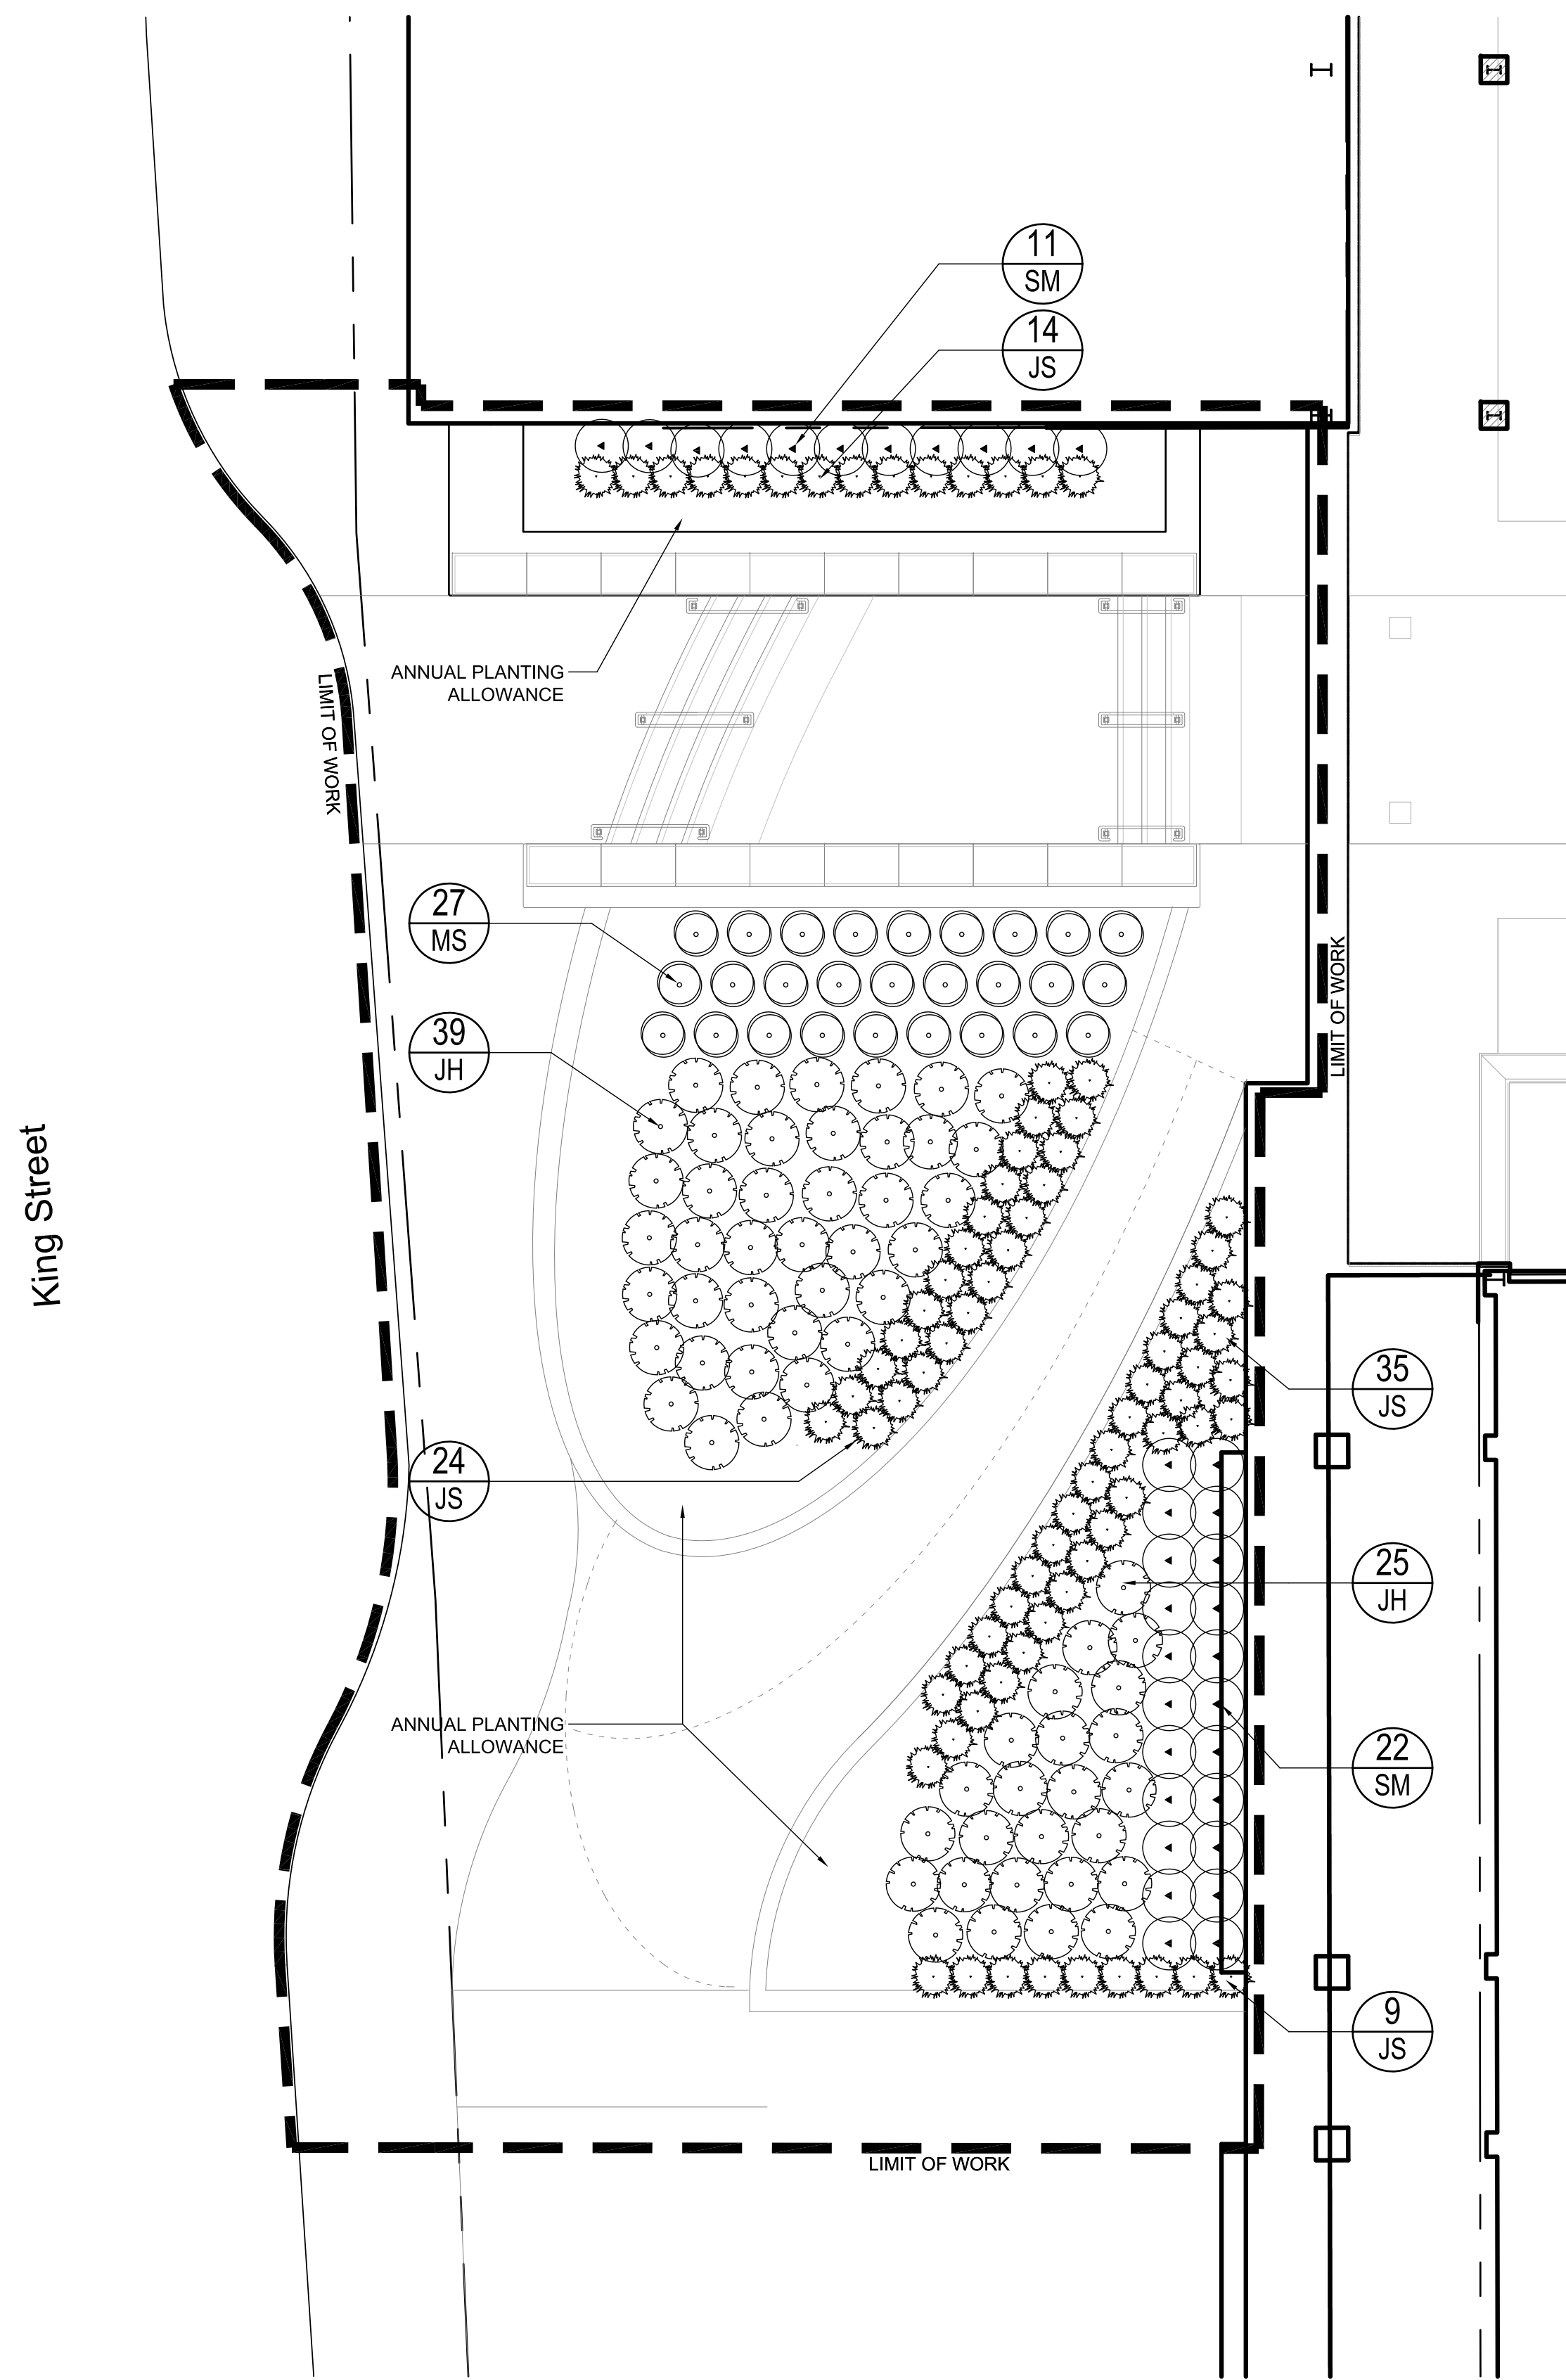 11
SM
14
JS
ANNUAL PLANTING
ALLOWANCE
LIMIT OF WORK
27
MS
LIMIT OF WORK
39
JH
King Street
35
JS
24
JS
25
JH
ANNUAL PLANTING
ALLOWANCE
22
SM
9
JS
LIMIT OF WORK